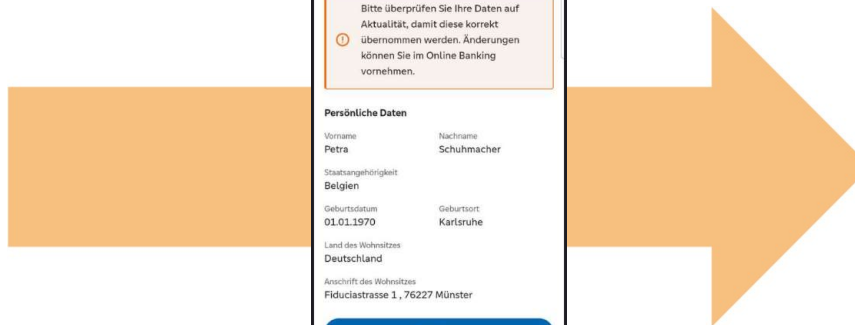 Bitte überprüfen Sie Ihre Daten auf
Aktualität, damit diese korrekt
übernommen werden. Änderungen
können Sie im Online Banking
vornehmen.
Persönliche Daten
Vorname Nachname
Petra Schuhmacher
Staatsangehörigkeit
Belgien
Geburtsdatum Geburtsort
01.01.1970 Karlsruhe
Land des Wohnsitzes
Deutschland
Anschrift des Wohnsitzes
Fiduciastrasse 1 , 76227 Münster